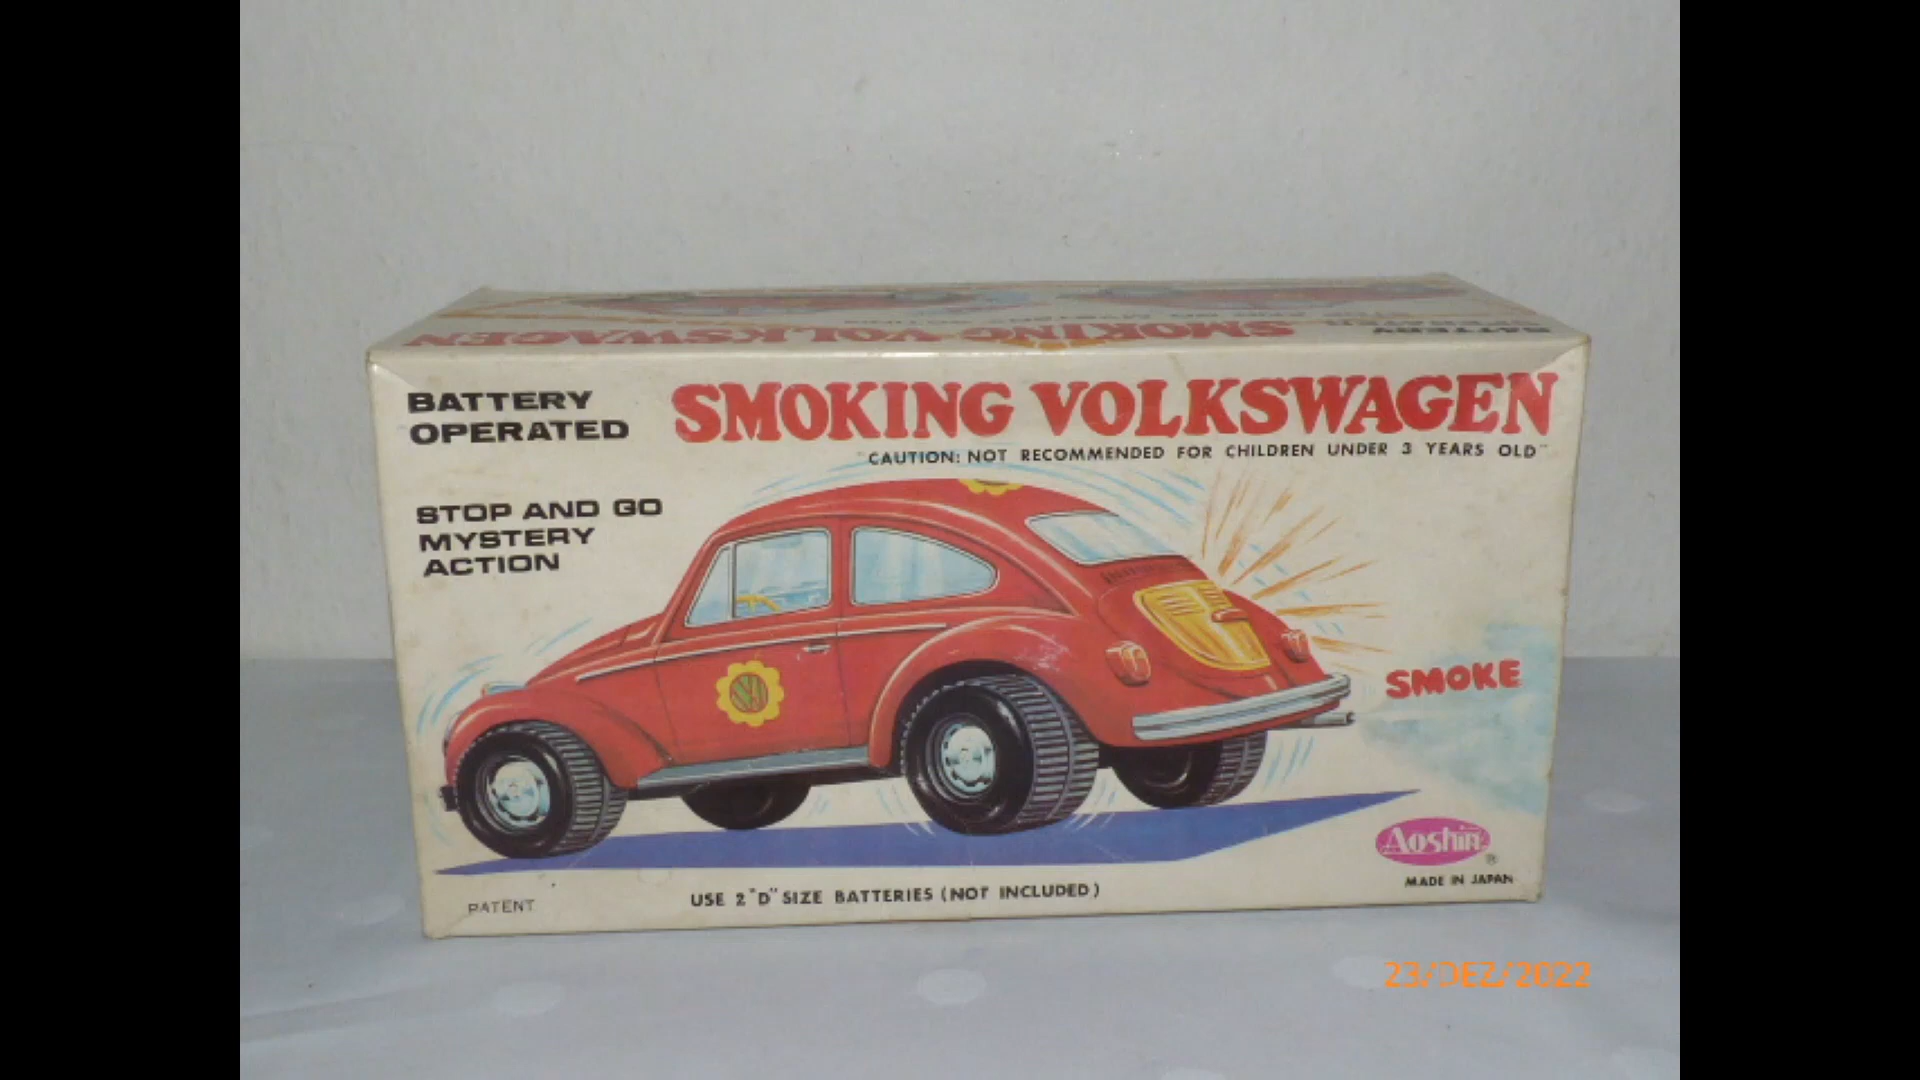 SMOKING VOLKSWAGEN
BATTERY
BATTERY
OPERATED
SMOKING VOLKSWAGEN
"CAUTION: NOT RECOMMENDED FOR CHILDREN UNDER 3 YEARS OLD"
STOP AND GO
MYSTERY
ACTION
SMOKE
Aoshin
®
MADE IN JAPAN
USE 2 "D" SIZE BATTERIES (NOT INCLUDED)
PATENT
23/DEZ/2022